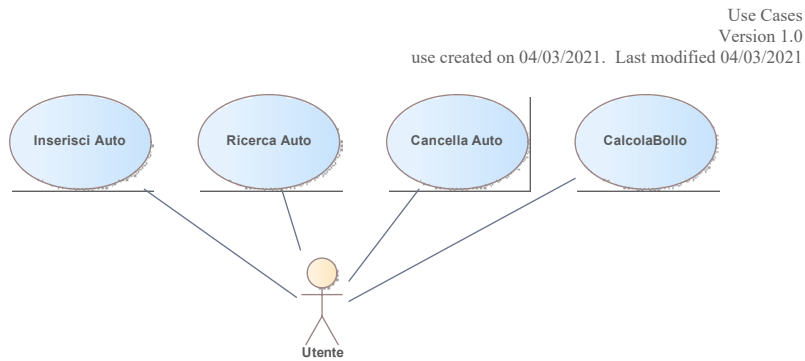 Use Cases
Version 1.0
use created on 04/03/2021.  Last modified 04/03/2021
Inserisci Auto
Ricerca Auto
Cancella Auto
CalcolaBollo
Utente